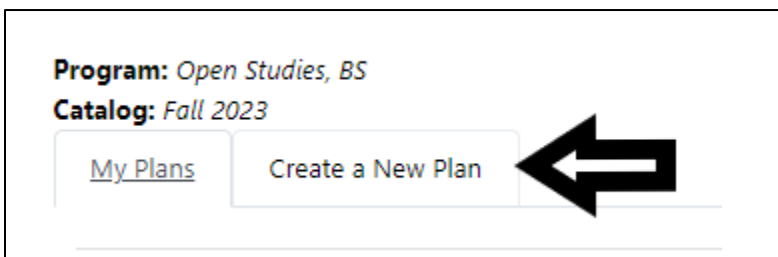 Program: Open Studies, BS
Catalog: Fall 2023
My Plans Create a New Plan